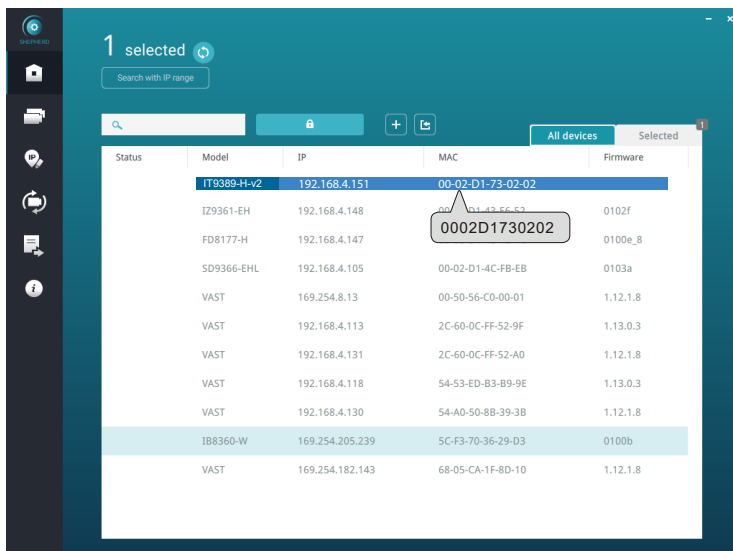 SHEPHERD
1 selected
Search with IP range
All devices
Selected
1
Status Model IP MAC Firmware
IT9389-H-v2 192.168.4.151 00-02-D1-73-02-02
IZ9361-EH 192.168.4.148 0102f
0002D1730202
FD8177-H 192.168.4.147 0100e_8
SD9366-EHL 192.168.4.105 00-02-D1-4C-FB-EB 0103a
VAST 169.254.8.13 00-50-56-C0-00-01 1.12.1.8
VAST 192.168.4.113 2C-60-0C-FF-52-9F 1.13.0.3
VAST 192.168.4.131 2C-60-0C-FF-52-A0 1.12.1.8
VAST 192.168.4.118 54-53-ED-B3-B9-9E 1.13.0.3
VAST 192.168.4.130 54-A0-50-8B-39-3B 1.12.1.8
IB8360-W 169.254.205.239 5C-F3-70-36-29-D3 0100b
VAST 169.254.182.143 68-05-CA-1F-8D-10 1.12.1.8
IP
i